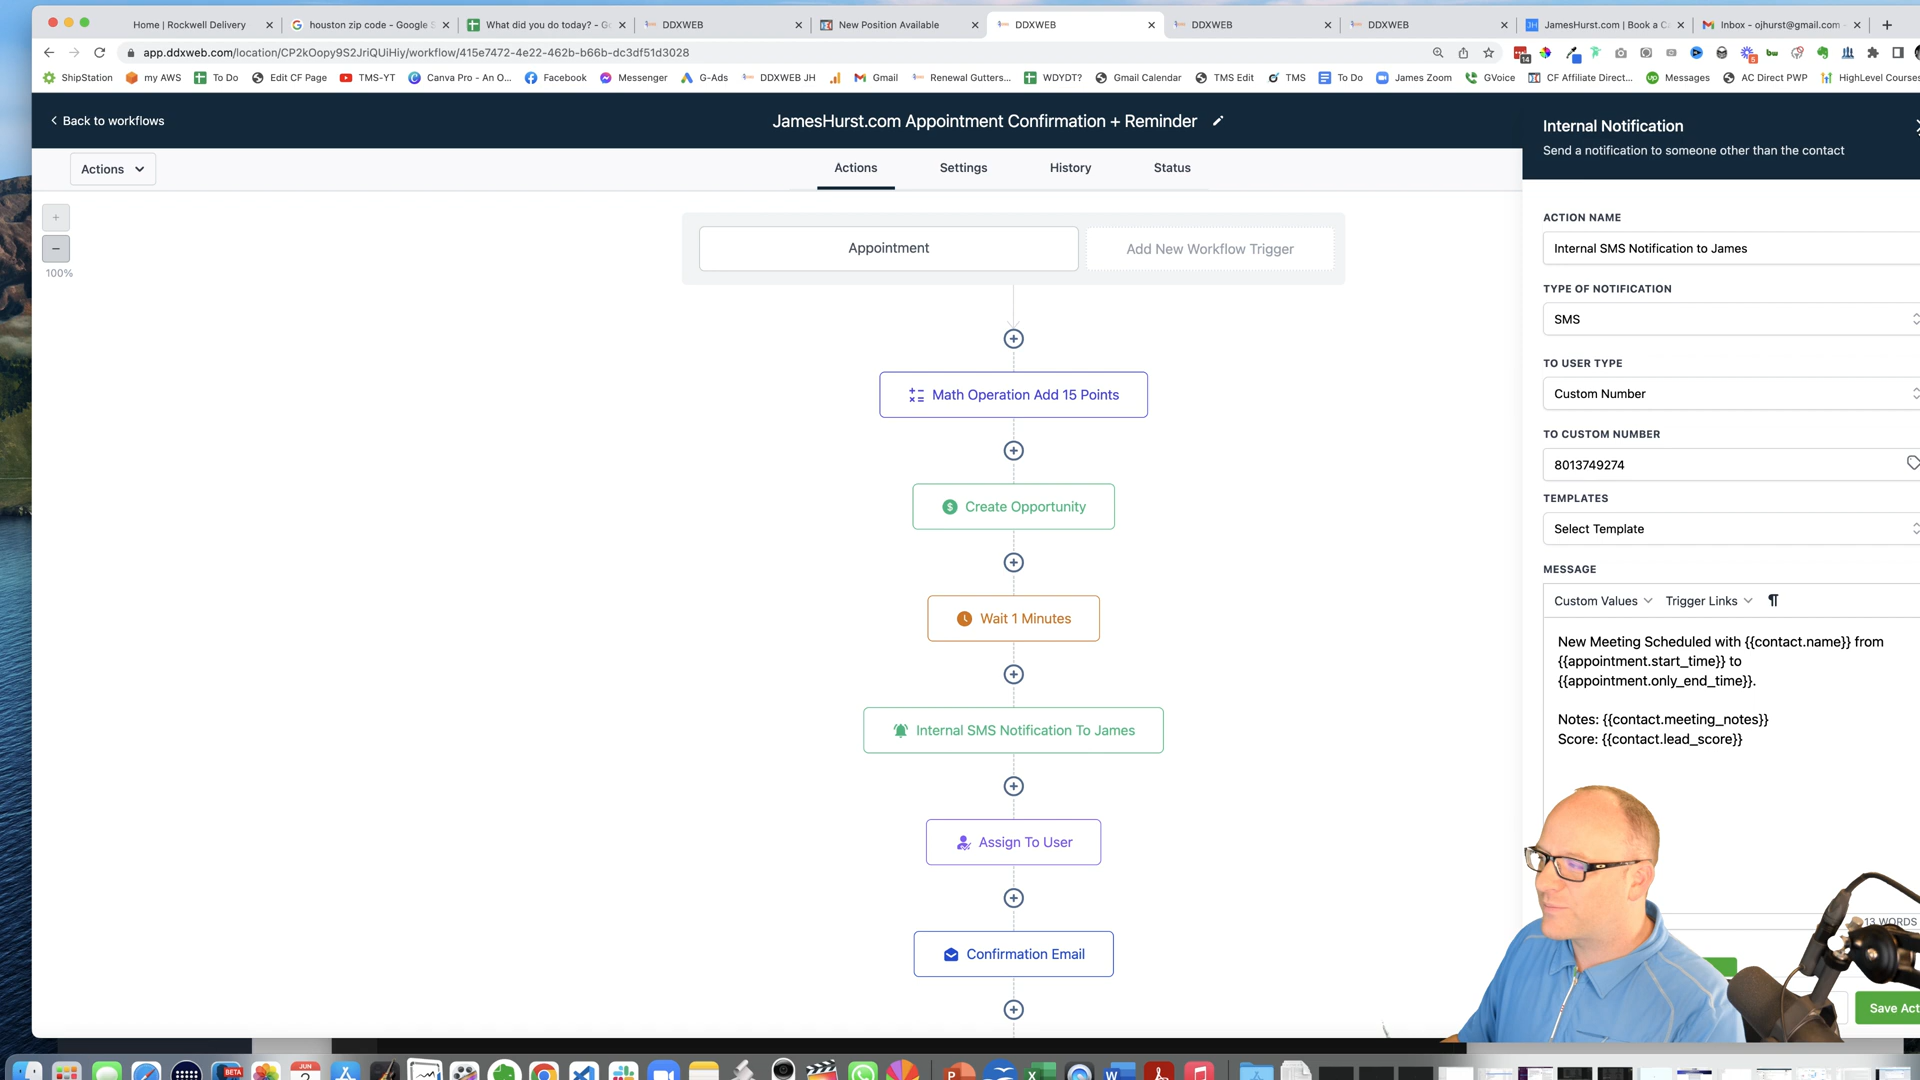 Home | Rockwell Delivery
houston zip code - Google S
What did you do today? - Go
DDXWEB
New Position Available
DDXWEB
DDXWEB
DDXWEB
JamesHurst.com | Book a C
Inbox - ojhurst@gmail.com -
app.ddxweb.com/location/CP2kOopy9S2JriQUiHiy/workflow/415e7472-4e22-462b-b66b-dc3df51d3028
ShipStation
my AWS
To Do
Edit CF Page
TMS-YT
Canva Pro - An O...
Facebook
Messenger
G-Ads
DDXWEB JH
Gmail
Renewal Gutters...
WDYDT?
Gmail Calendar
TMS Edit
TMS
To Do
James Zoom
GVoice
CF Affiliate Direct...
Messages
AC Direct PWP
HighLevel Courses
Back to workflows
JamesHurst.com Appointment Confirmation + Reminder
Actions
Actions
Settings
History
Status
100%
Appointment
Add New Workflow Trigger
Math Operation Add 15 Points
Create Opportunity
Wait 1 Minutes
Internal SMS Notification To James
Assign To User
Confirmation Email
Internal Notification
Send a notification to someone other than the contact
ACTION NAME
Internal SMS Notification to James
TYPE OF NOTIFICATION
SMS
TO USER TYPE
Custom Number
TO CUSTOM NUMBER
8013749274
TEMPLATES
Select Template
MESSAGE
Custom Values
Trigger Links
New Meeting Scheduled with {{contact.name}} from
{{appointment.start_time}} to
{{appointment.only_end_time}}.
Notes: {{contact.meeting_notes}}
Score: {{contact.lead_score}}
13 WORDS
Save Act
JUN
BETA